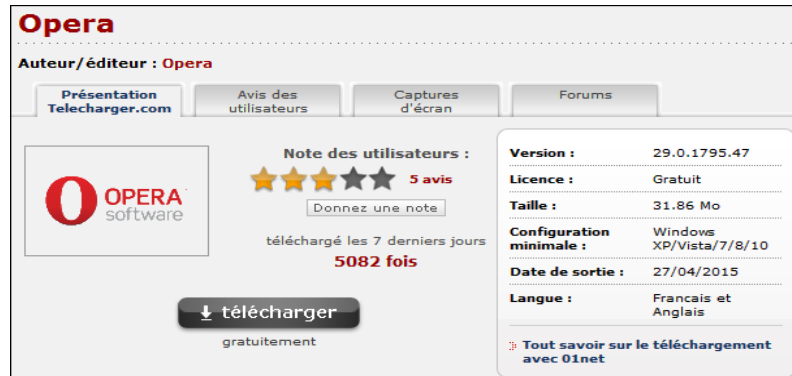 Opera
Auteur/éditeur : Opera
Présentation
Telecharger.com
Avis des
utilisateurs
Captures
d'écran
Forums
OPERA
software
Note des utilisateurs :
5 avis
Donnez une note
téléchargé les 7 derniers jours
5082 fois
télécharger
gratuitement
Version : 29.0.1795.47
Licence : Gratuit
Taille : 31.86 Mo
Configuration Windows
minimale : XP/Vista/7/8/10
Date de sortie : 27/04/2015
Langue : Francais et
Anglais
Tout savoir sur le téléchargement
avec 01net